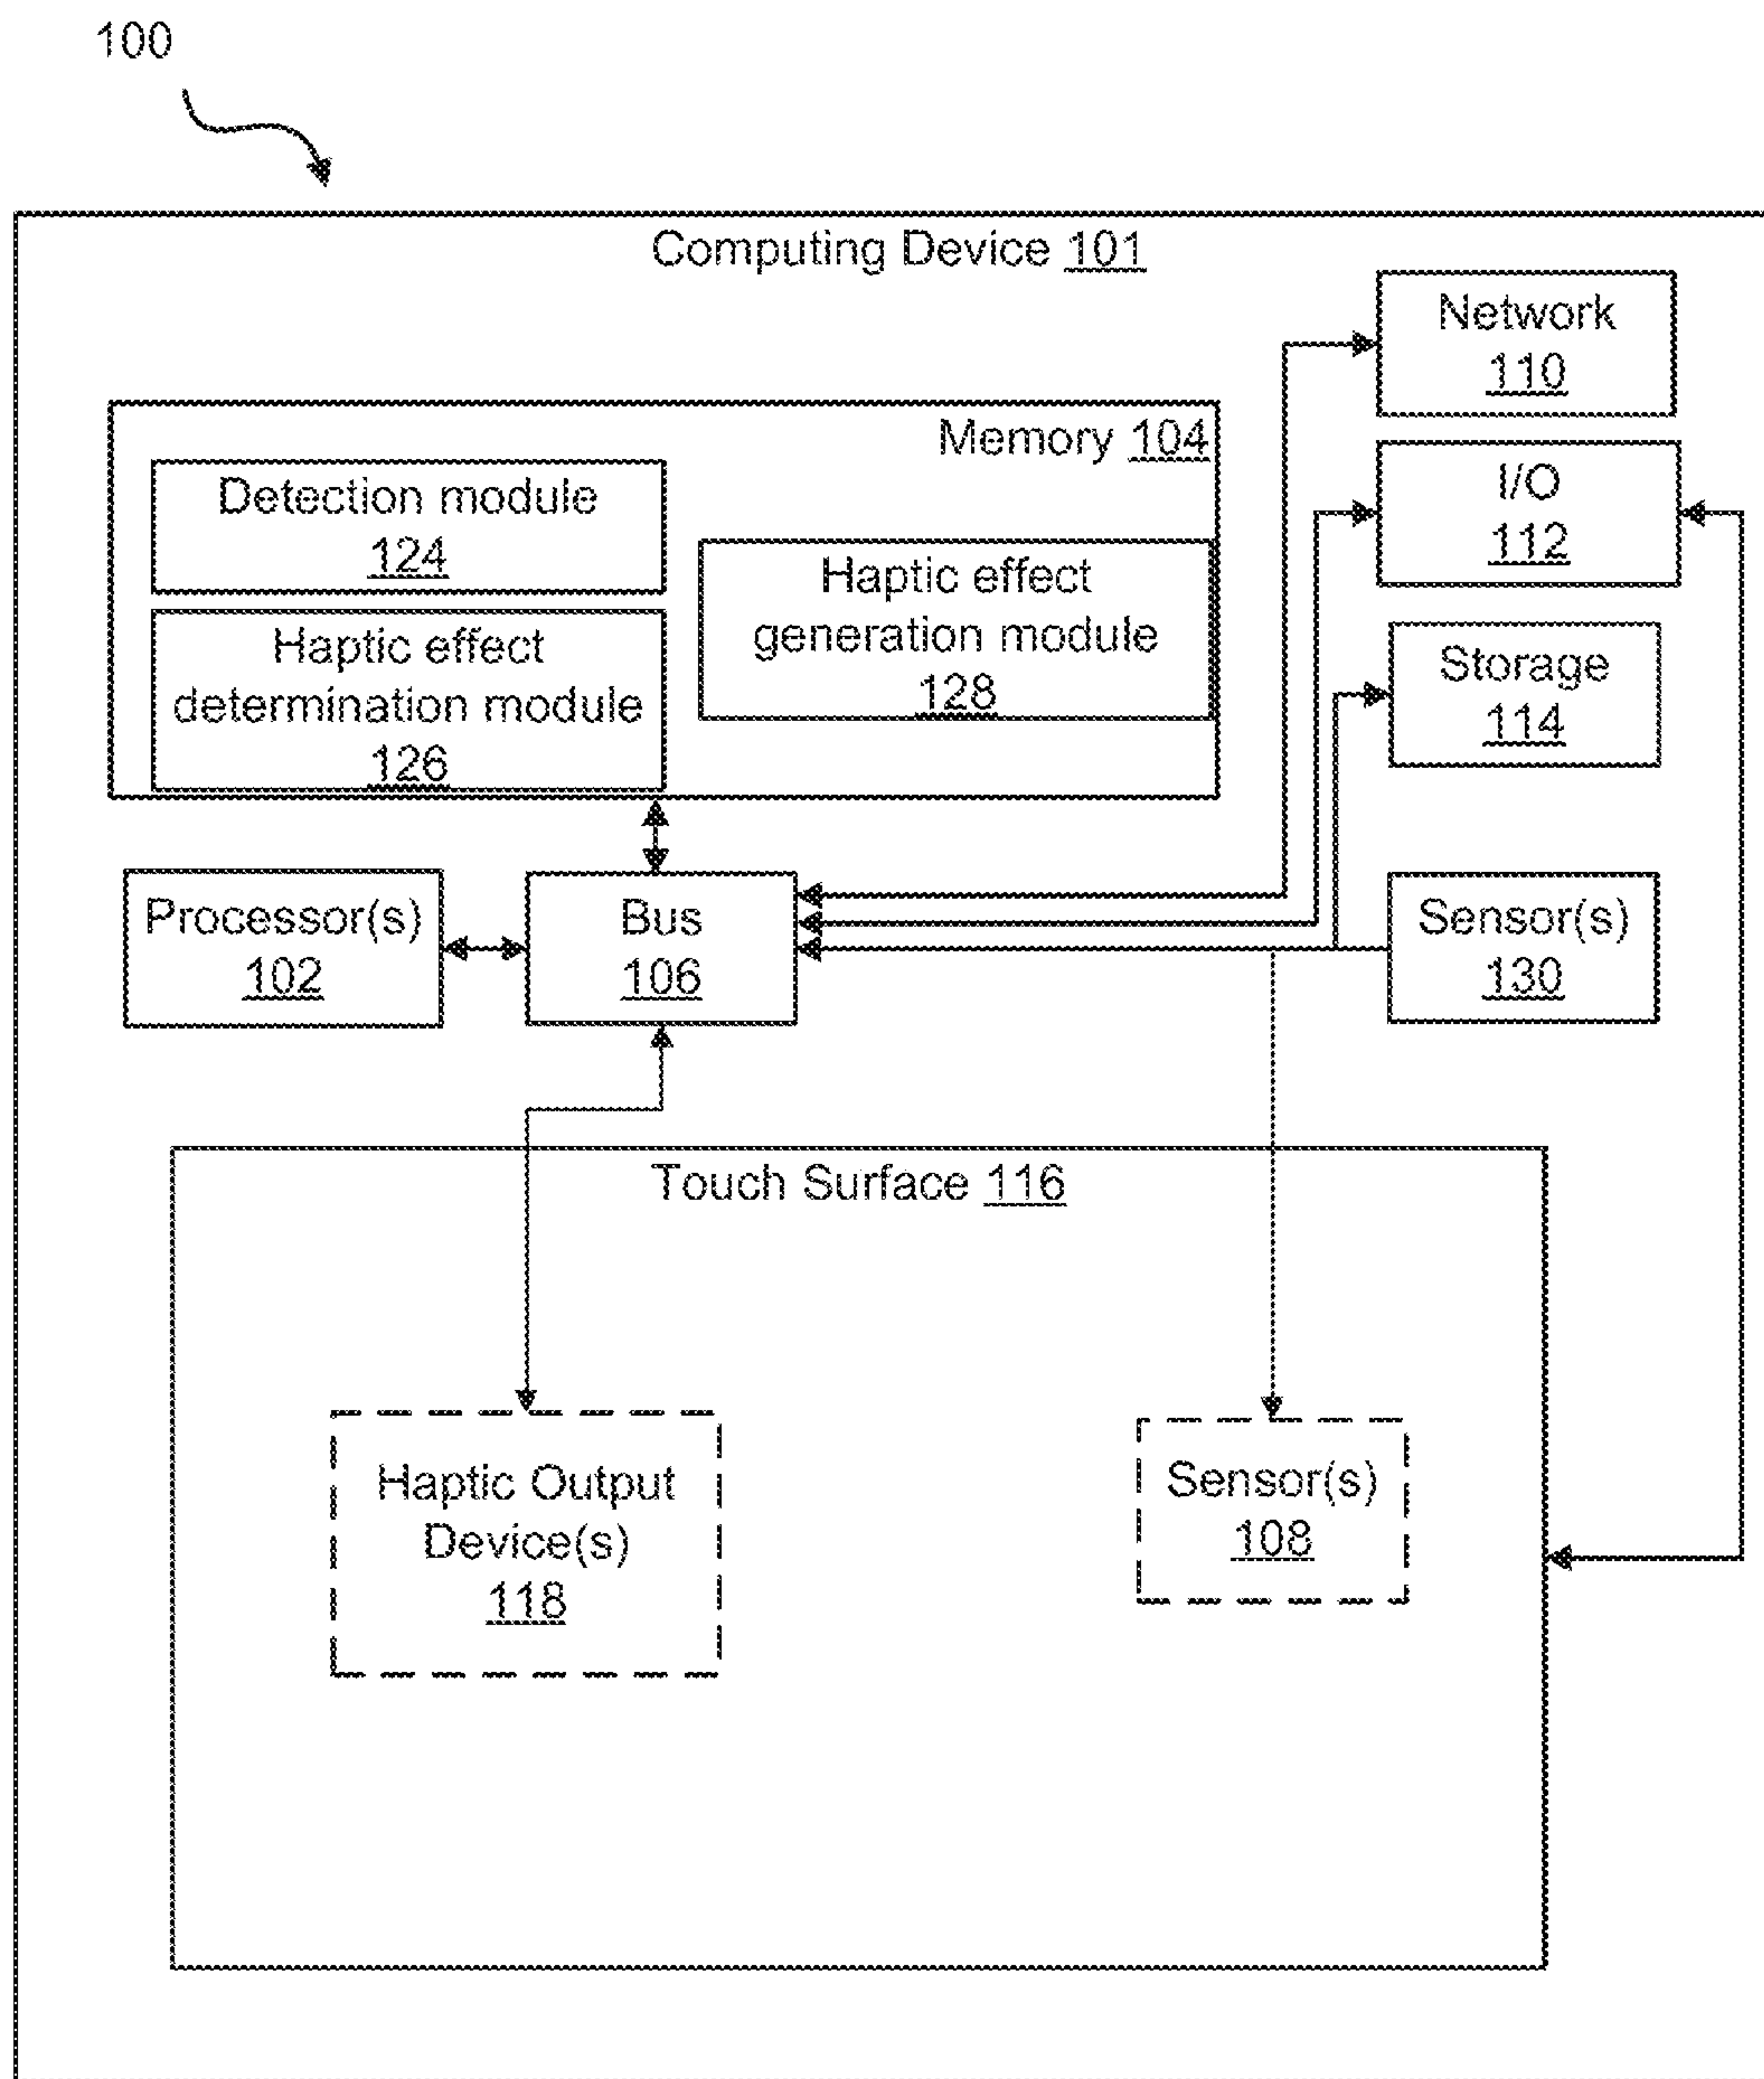 100
Computing Device 101
Network
110
Memory 104
I/O
112
Detection module
124
Haptic effect
generation module
128
Haptic effect
determination module
126
Storage
114
Processor(s)
102
Bus
106
Sensor(s)
130
Touch Surface 116
Haptic Output
Device(s)
118
Sensor(s)
108